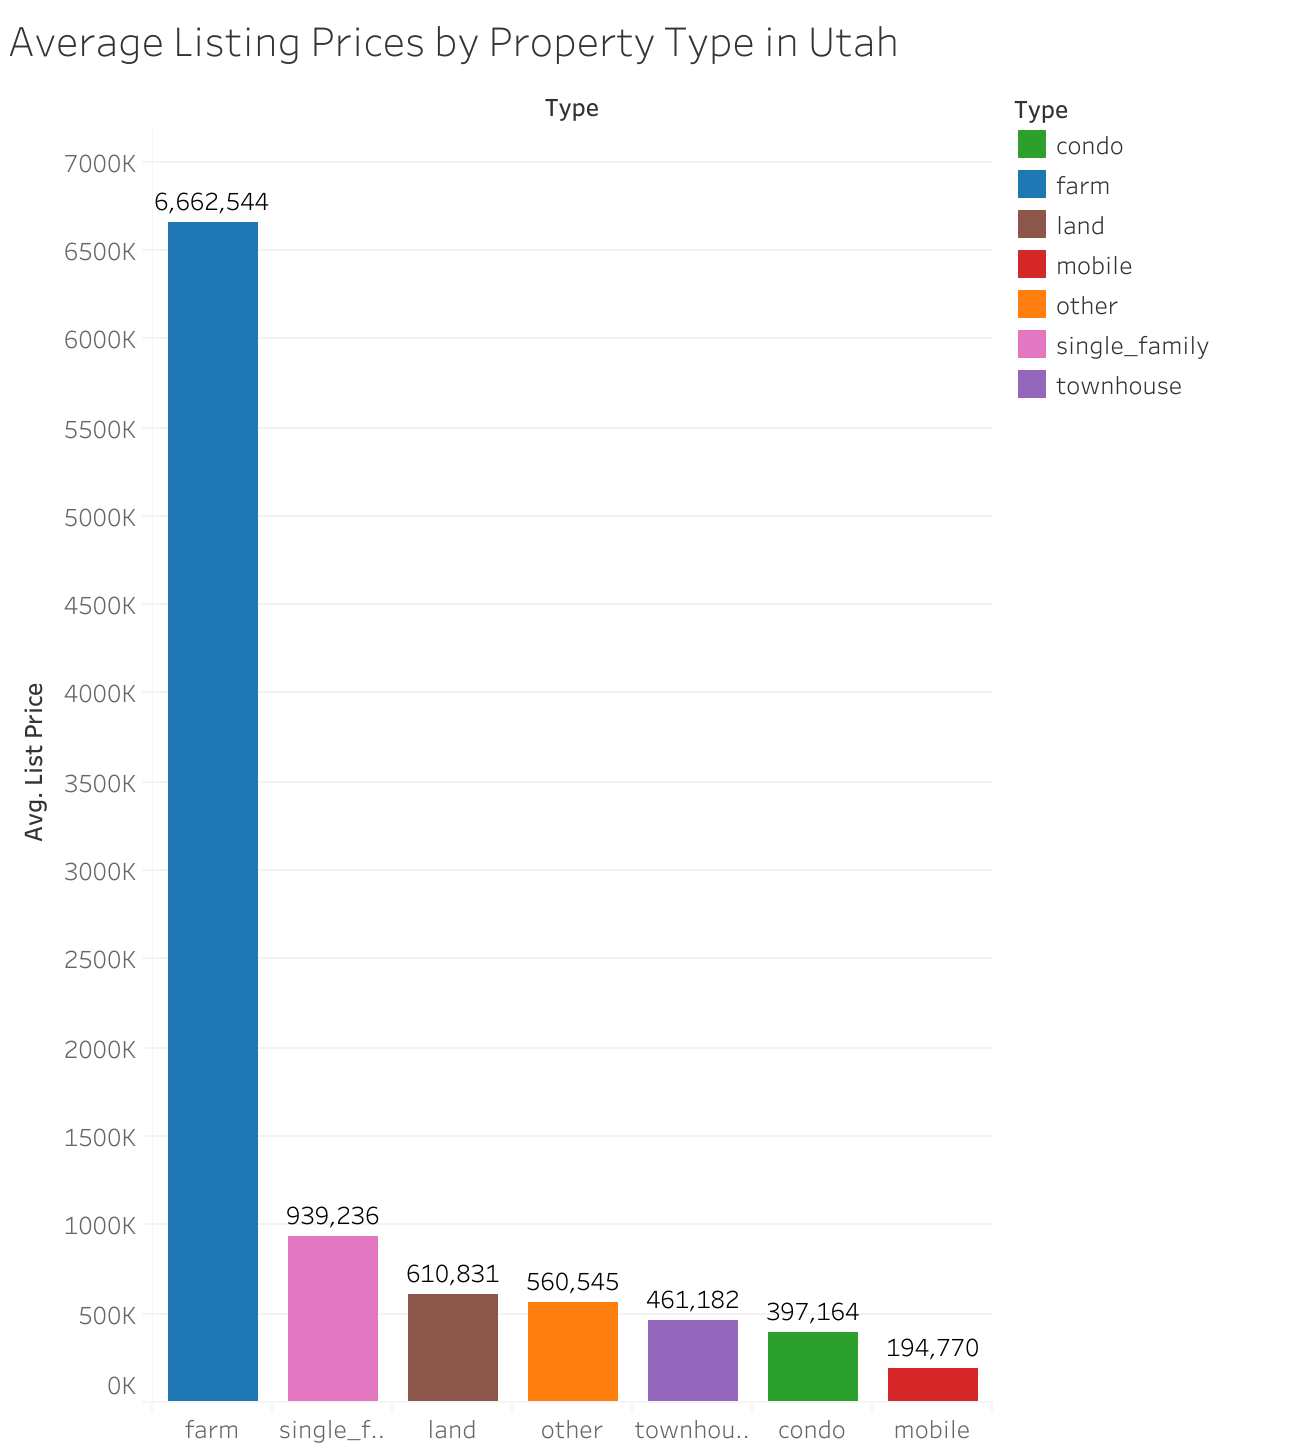 Average Listing Prices by Property Type in Utah
Type
7000K
6500K
6000K
5500K
5000K
4500K
4000K
3500K
3000K
2500K
2000K
1500K
1000K
500K
0K
Avg. List Price
6,662,544
939,236
610,831
560,545
461,182
397,164
194,770
farm
single_f..
land
other
townhou..
condo
mobile
Type
condo
farm
land
mobile
other
single_family
townhouse